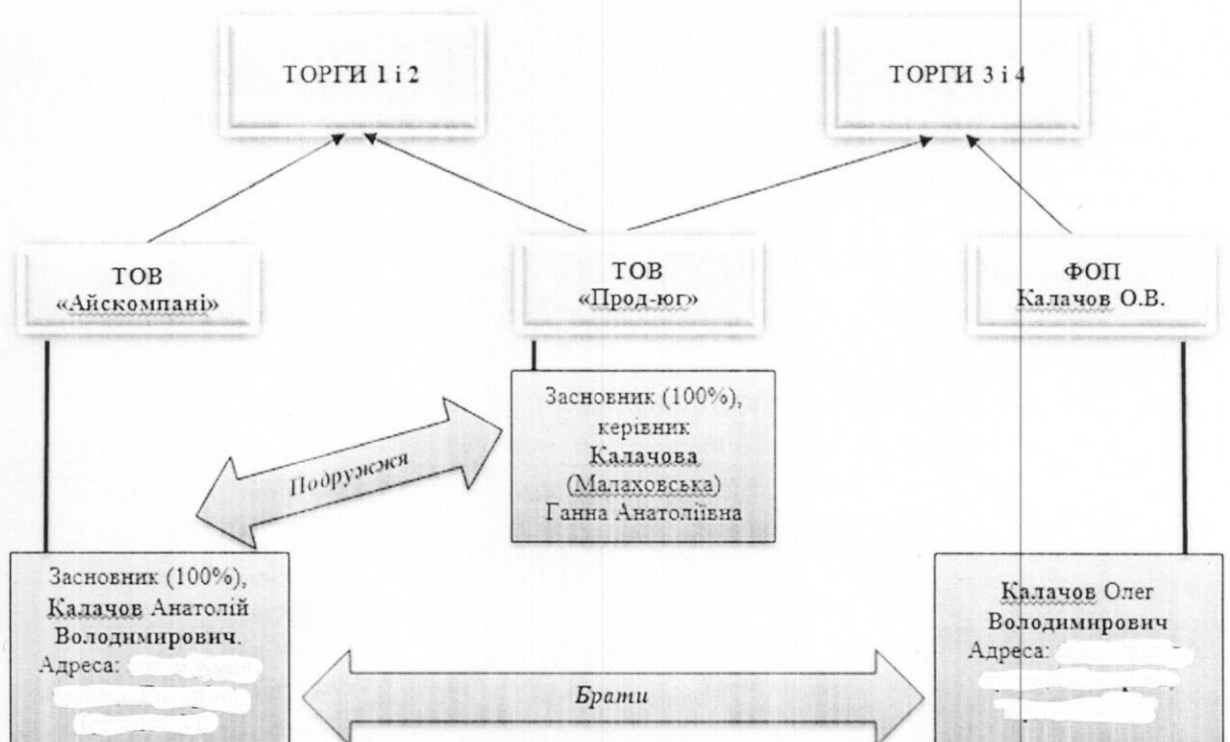 ТОРГИ 1 і 2
ТОРГИ 3 і 4
ТОВ
«Айскомпані»
ТОВ
«Прод-юг»
ФОП
Калачов О.В.
Засновник (100%),
керівник
Калачова
(Малаховська)
Ганна Анатоліївна
Подружжя
Засновник (100%),
Калачов Анатолій
Володимирович.
Адреса:
Калачов Олег
Володимирович
Адреса:
Брати